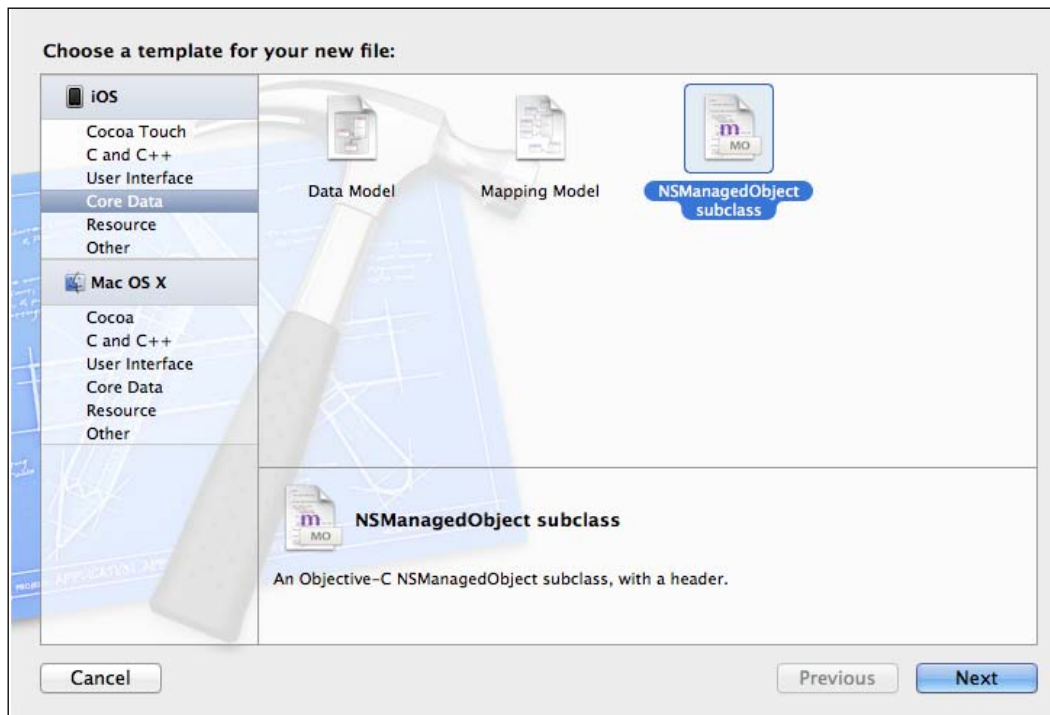 Choose a template for your new file:
iOS
Cocoa Touch
C and C++
User Interface
Core Data
Resource
Other
Mac OS X
Cocoa
C and C++
User Interface
Core Data
Resource
Other
Data Model
Mapping Model
m
MO
NSManagedObject
subclass
m
MO
NSManagedObject subclass
An Objective-C NSManagedObject subclass, with a header.
Cancel
Previous
Next